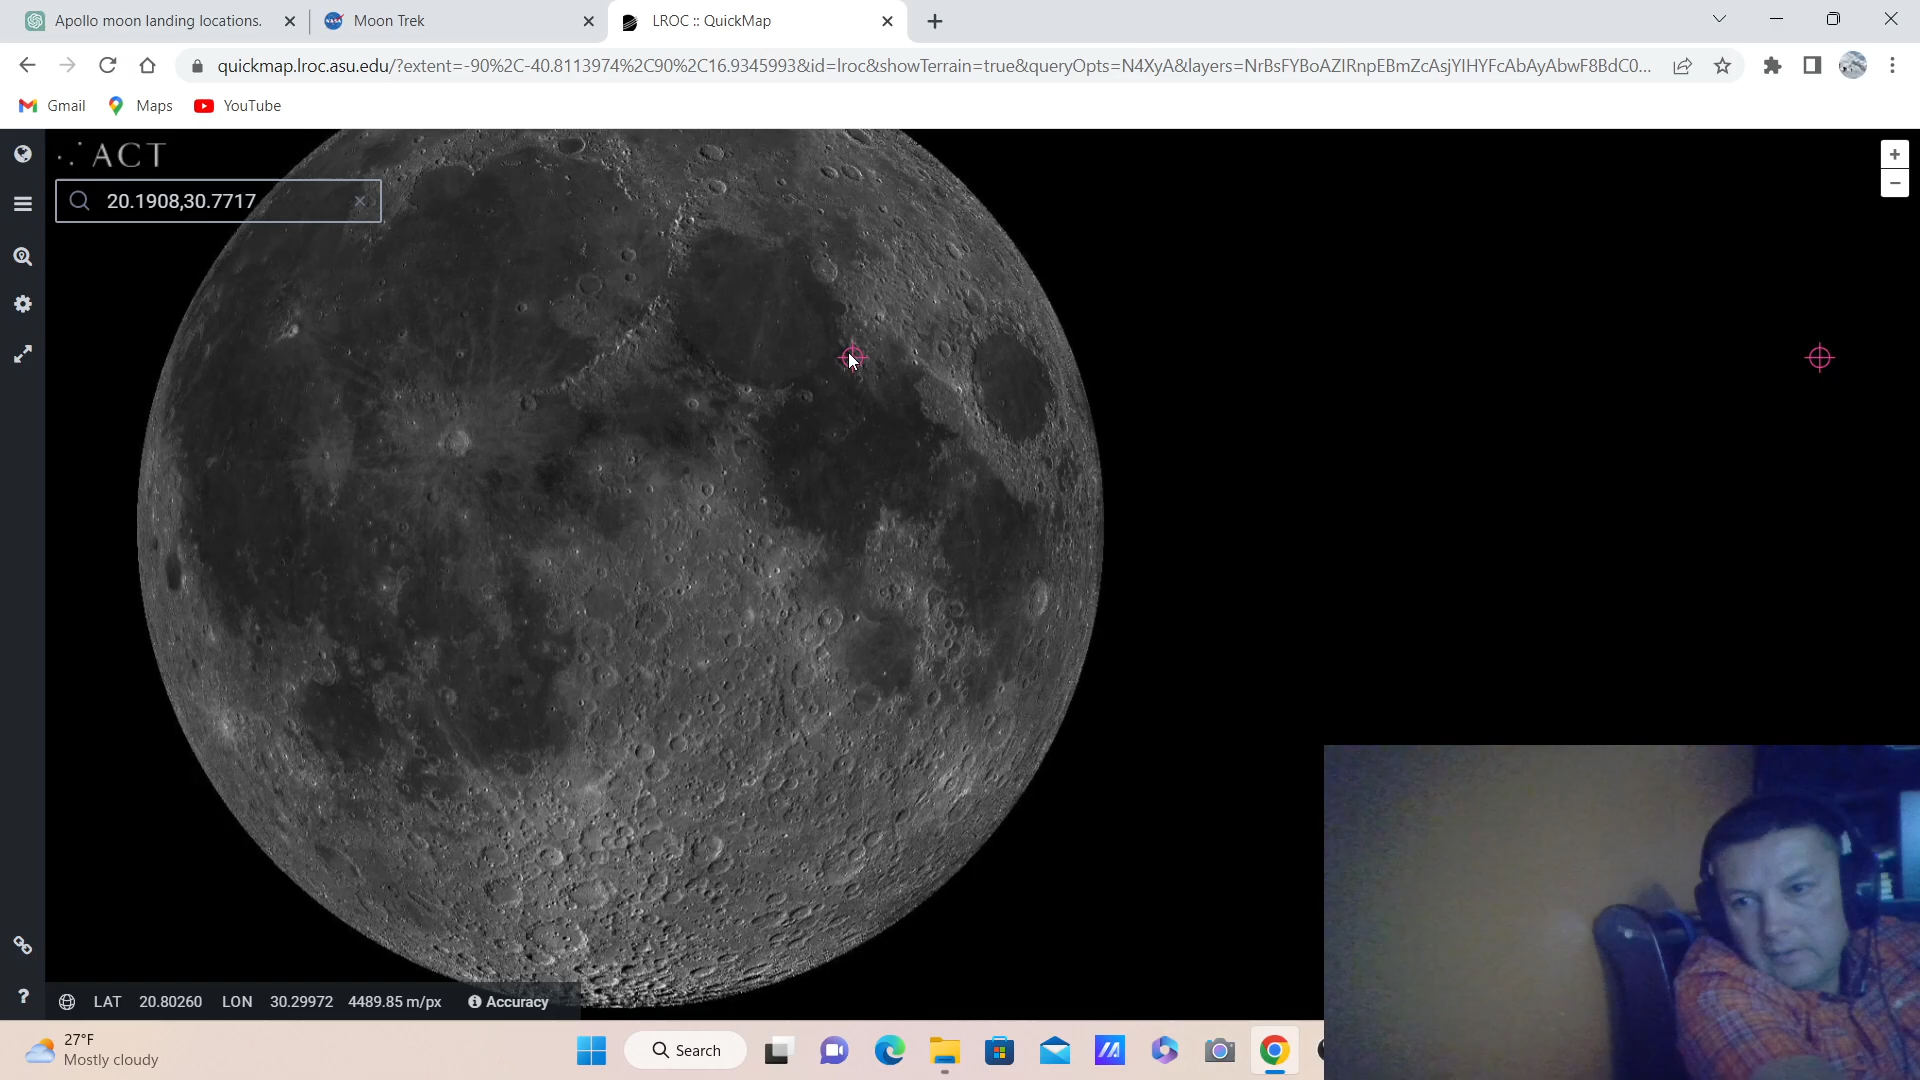 Apollo moon landing locations.
Moon Trek
LROC :: QuickMap
quickmap.lroc.asu.edu/?extent=-90%2C-40.8113974%2C90%2C16.9345993&id=lroc&showTerrain=true&queryOpts=N4XyA&layers=NrBsFYBoAZIRnpEBmZcAsjYIHYFcAbAyAbwF8BdC0...
Gmail
Maps
YouTube
ACT
20.1908,30.7717
+
−
?
LAT 20.80260 LON 30.29972 4489.85 m/px Accuracy
27°F
Mostly cloudy
Search